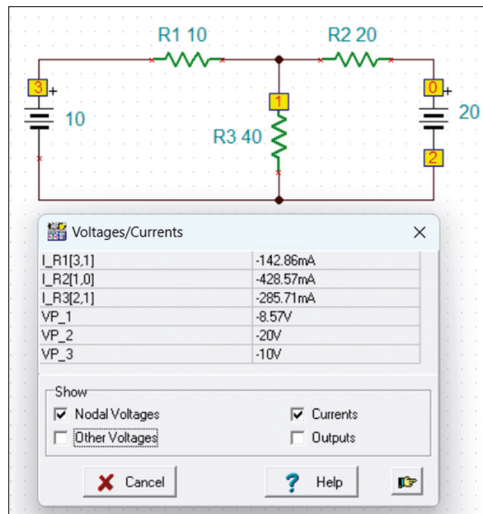 R1 10
R2 20
3
+
0
+
1
10
20
R3 40
2
Voltages/Currents
I_R1[3,1] -142.86mA
I_R2[1,0] -428.57mA
I_R3[2,1] -285.71mA
VP_1 -8.57V
VP_2 -20V
VP_3 -10V
Show
Nodal Voltages
Currents
Other Voltages
Outputs
Cancel
? Help